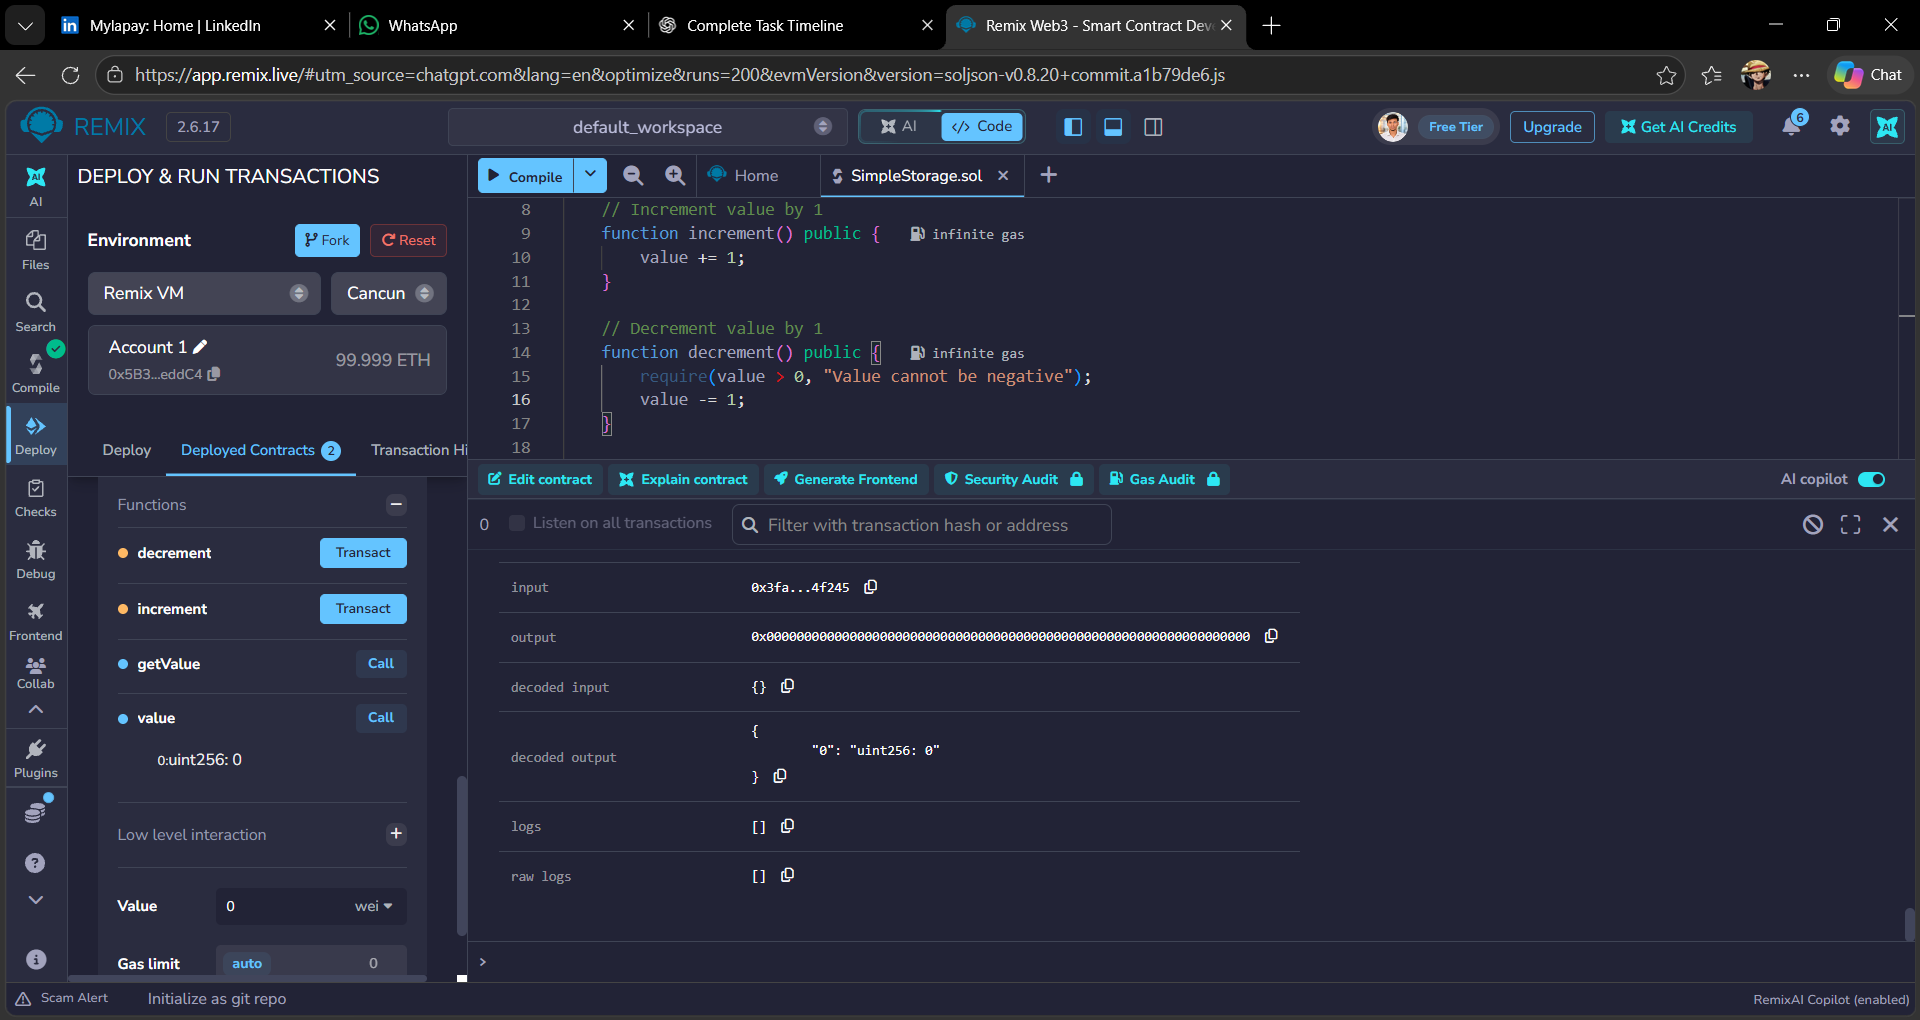 Mylapay: Home | LinkedIn
WhatsApp
Complete Task Timeline
Remix Web3 - Smart Contract Dev
https://app.remix.live/#utm_source=chatgpt.com&lang=en&optimize&runs=200&evmVersion&version=soljson-v0.8.20+commit.a1b79de6.js
Chat
REMIX
2.6.17
default_workspace
AI
</> Code
Free Tier
Upgrade
Get AI Credits
6
AI
AI
AI
Files
Search
Compile
Deploy
Checks
Debug
Frontend
Collab
Plugins
DEPLOY & RUN TRANSACTIONS
Environment
Fork
Reset
Remix VM
Cancun
Account 1
0x5B3...eddC4
99.999 ETH
Deploy
Deployed Contracts 2
Transaction Hi
Functions
decrement
Transact
increment
Transact
getValue
Call
value
Call
0:uint256: 0
Low level interaction
Value
0
wei
Gas limit
auto
0
Compile
Home
SimpleStorage.sol
8 // Increment value by 1
9 function increment() public { infinite gas
10 value += 1;
11 }
12
13 // Decrement value by 1
14 function decrement() public { infinite gas
15 require(value > 0, "Value cannot be negative");
16 value -= 1;
17 }
18
Edit contract
Explain contract
Generate Frontend
Security Audit
Gas Audit
AI copilot
0
Listen on all transactions
Filter with transaction hash or address
input 0x3fa...4f245
output 0x0000000000000000000000000000000000000000000000000000000000000000
decoded input {}
decoded output {
"0": "uint256: 0"
}
logs []
raw logs []
>
Scam Alert
Initialize as git repo
RemixAI Copilot (enabled)